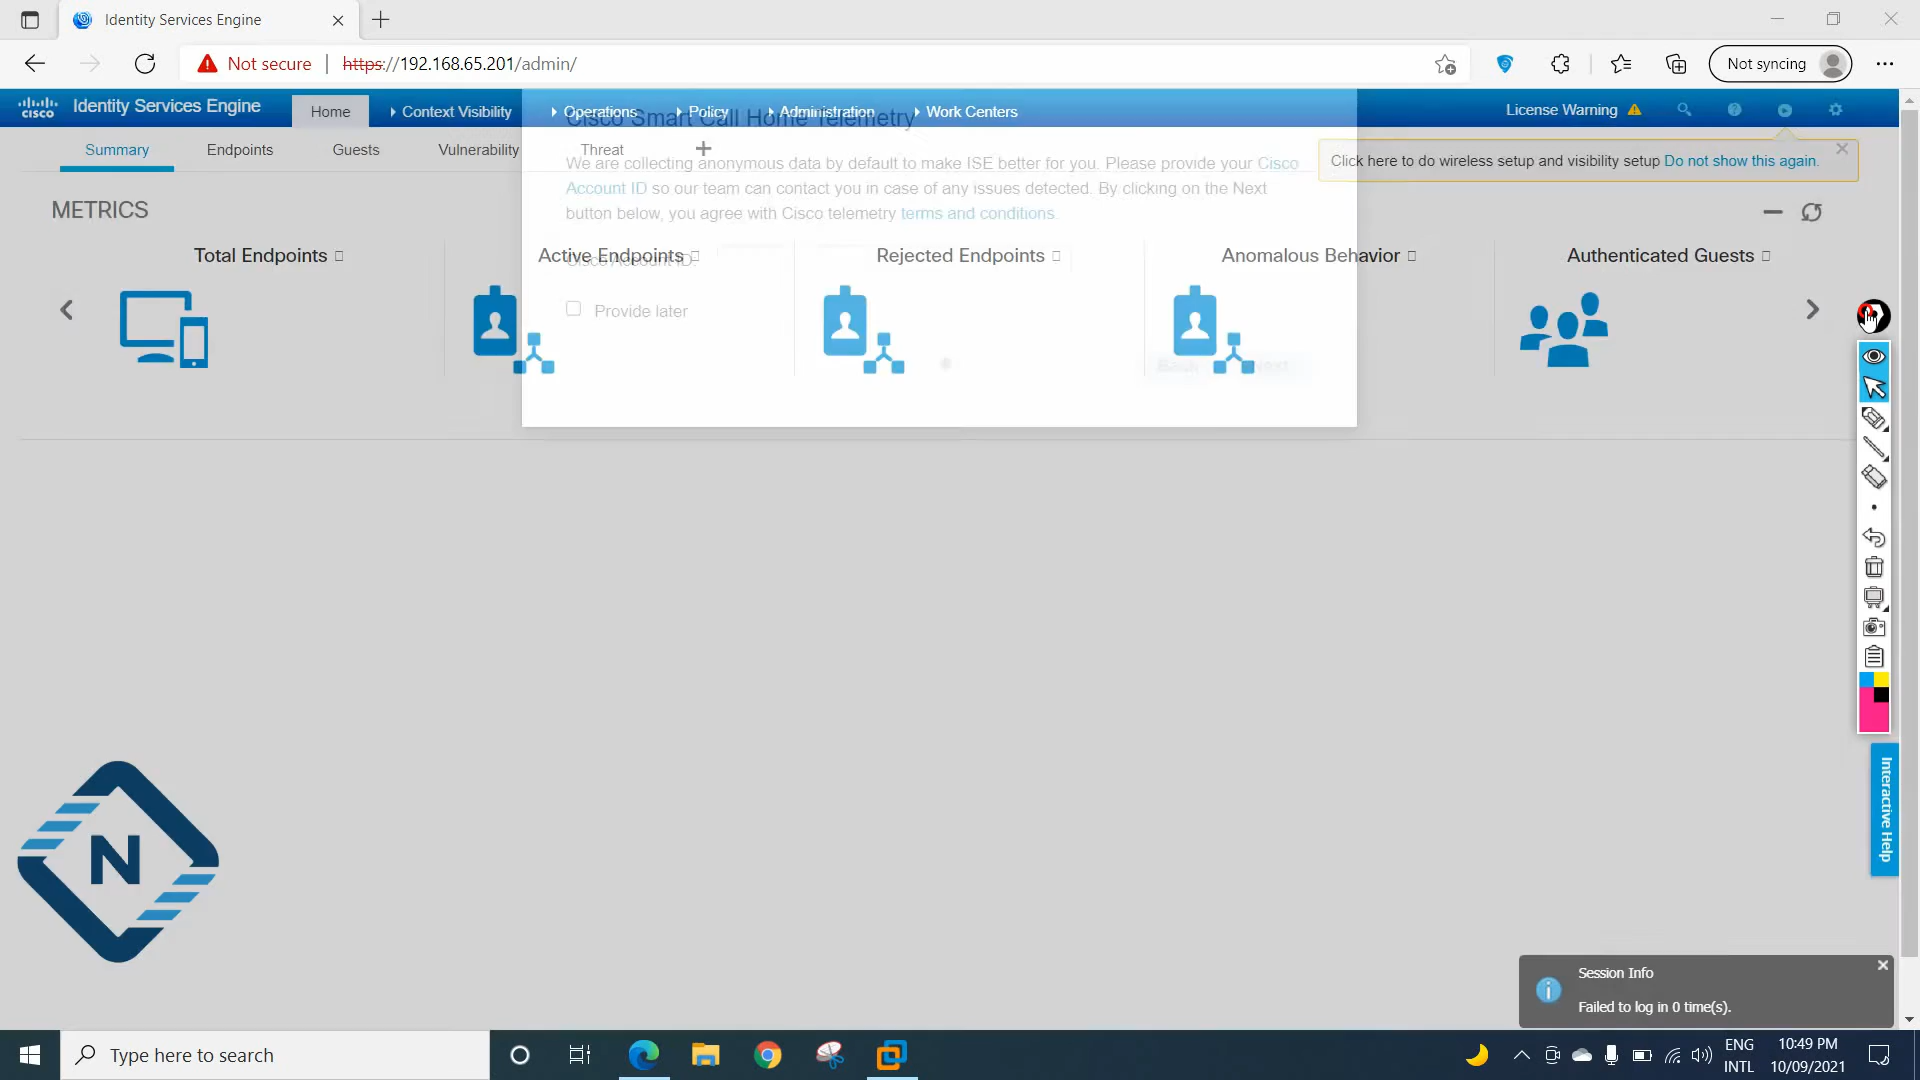 Identity Services Engine
Not secure
https://192.168.65.201/admin/
Not syncing
cisco
Identity Services Engine
Home
Context Visibility
Operations
Policy
Administration
Work Centers
License Warning
Cisco Smart Call Home Telemetry
Summary
Endpoints
Guests
Vulnerability
Threat
Click here to do wireless setup and visibility setup Do not show this again.
We are collecting anonymous data by default to make ISE better for you. Please provide your Cisco
Account ID so our team can contact you in case of any issues detected. By clicking on the Next
button below, you agree with Cisco telemetry terms and conditions.
METRICS
Total Endpoints
Active Endpoints
Rejected Endpoints
Anomalous Behavior
Authenticated Guests
Cisco Account ID:
Provide later
Back
Next
Interactive Help
N
Session Info
Failed to log in 0 time(s).
Type here to search
ENG
INTL
10:49 PM
10/09/2021